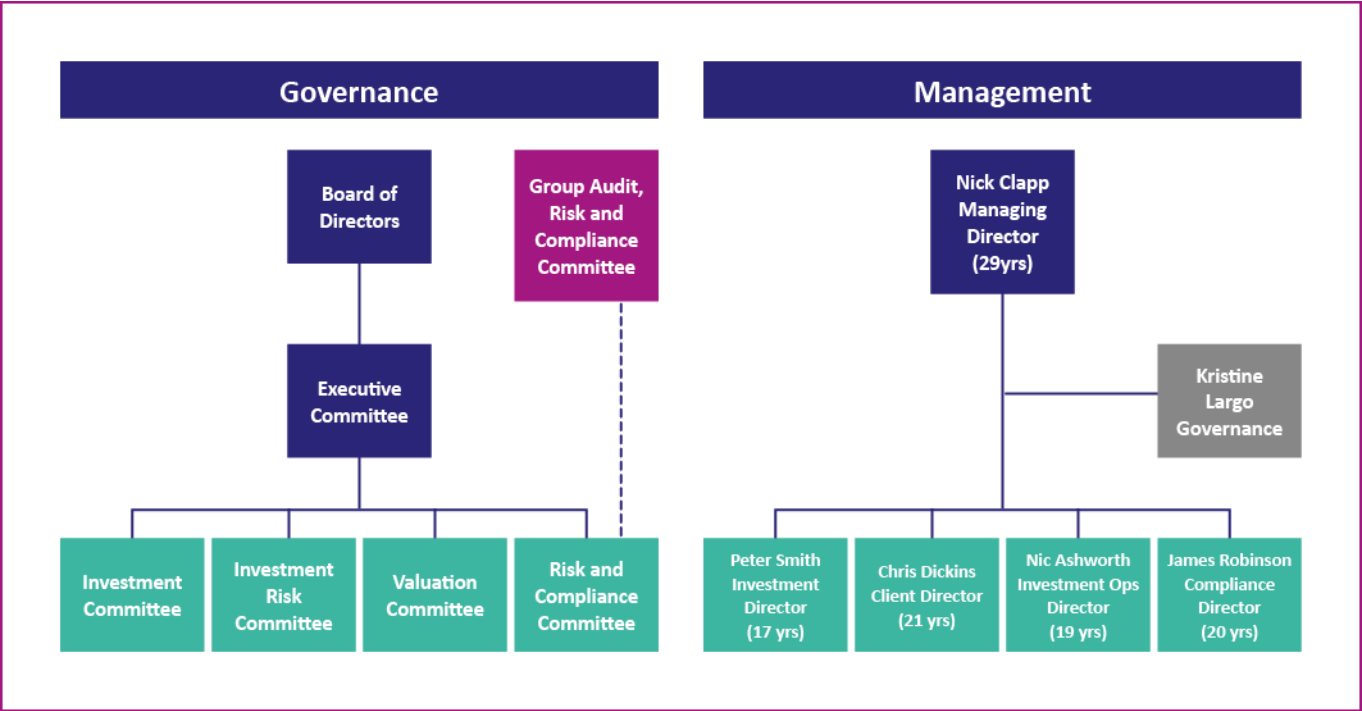 Governance
Board of
Directors
Group Audit,
Risk and
Compliance
Committee
Executive
Committee
Investment
Committee
Investment
Risk
Committee
Valuation
Committee
Risk and
Compliance
Committee
Management
Nick Clapp
Managing
Director
(29yrs)
Kristine
Largo
Governance
Peter Smith
Investment
Director
(17 yrs)
Chris Dickins
Client Director
(21 yrs)
Nic Ashworth
Investment Ops
Director
(19 yrs)
James Robinson
Compliance
Director
(20 yrs)